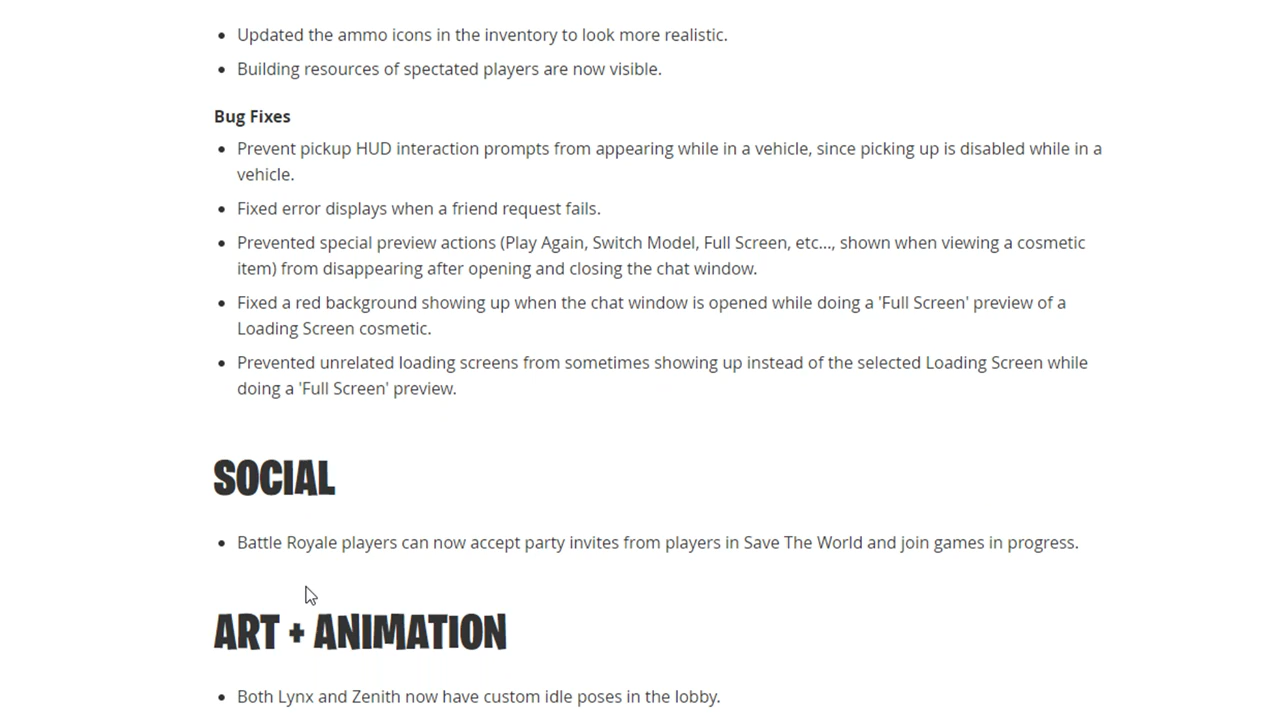 Updated the ammo icons in the inventory to look more realistic.
Building resources of spectated players are now visible.
Bug Fixes
Prevent pickup HUD interaction prompts from appearing while in a vehicle, since picking up is disabled while in a
vehicle.
Fixed error displays when a friend request fails.
Prevented special preview actions (Play Again, Switch Model, Full Screen, etc..., shown when viewing a cosmetic
item) from disappearing after opening and closing the chat window.
Fixed a red background showing up when the chat window is opened while doing a 'Full Screen' preview of a
Loading Screen cosmetic.
Prevented unrelated loading screens from sometimes showing up instead of the selected Loading Screen while
doing a 'Full Screen' preview.
SOCIAL
Battle Royale players can now accept party invites from players in Save The World and join games in progress.
ART + ANIMATION
Both Lynx and Zenith now have custom idle poses in the lobby.